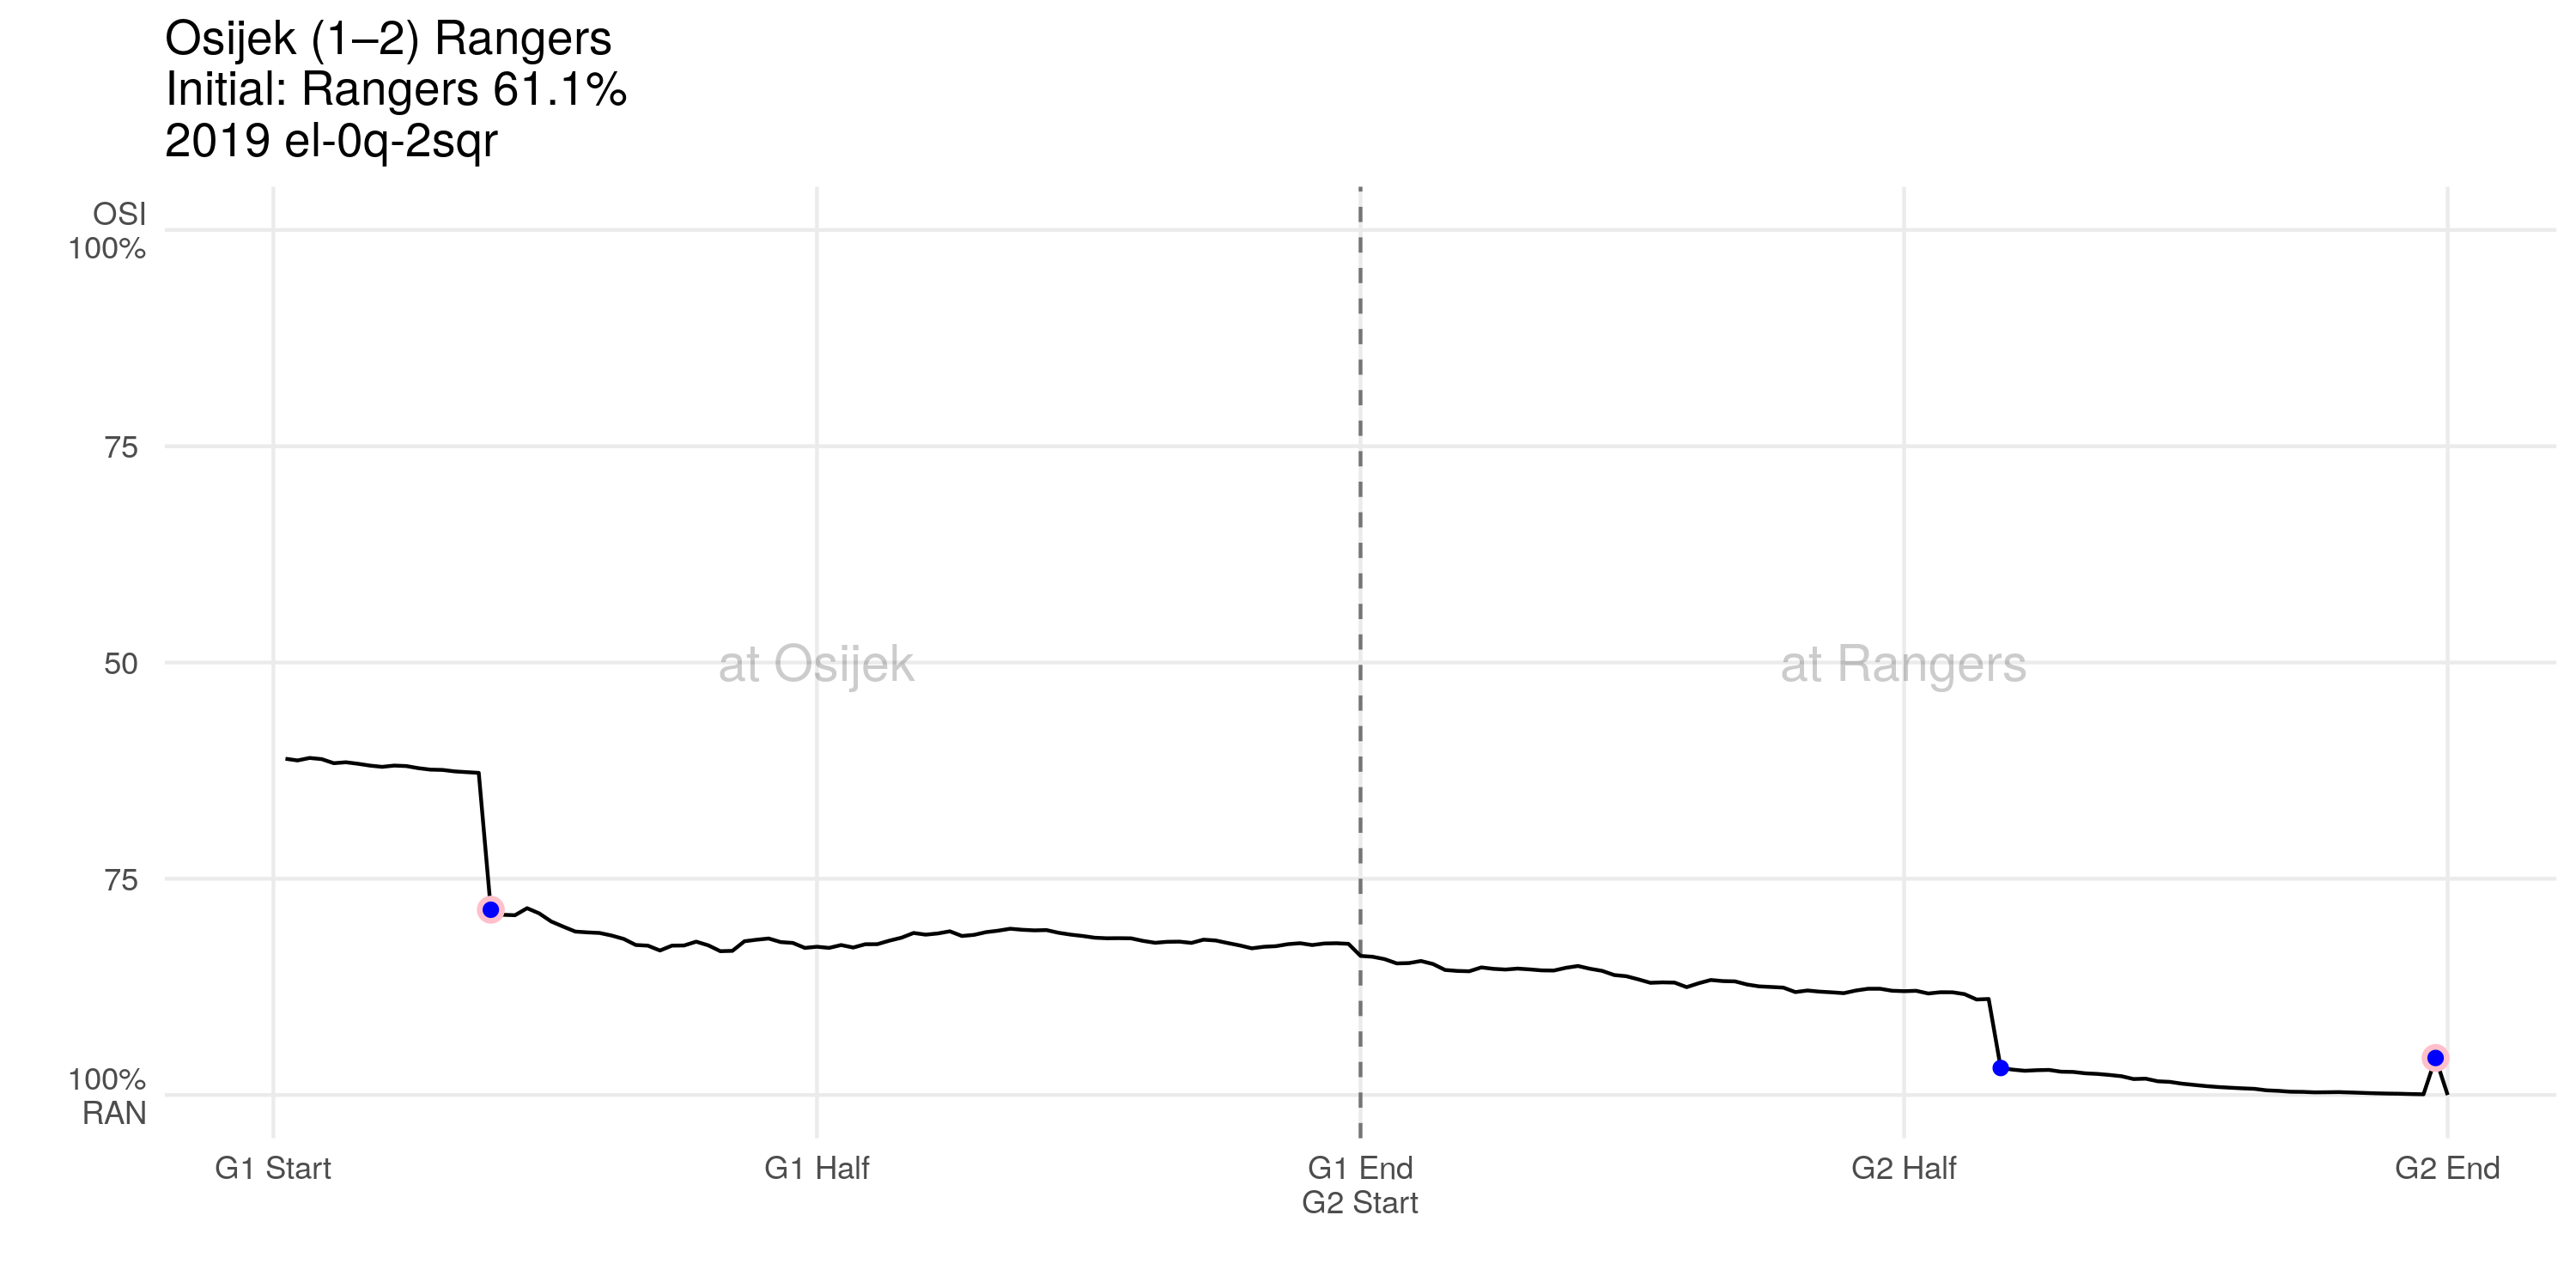 Osijek (1–2) Rangers
Initial: Rangers 61.1%
2019 el-0q-2sqr
OSI
100%
75
50
75
100%
RAN
at Osijek
at Rangers
G1 Start
G1 Half
G1 End
G2 Start
G2 Half
G2 End